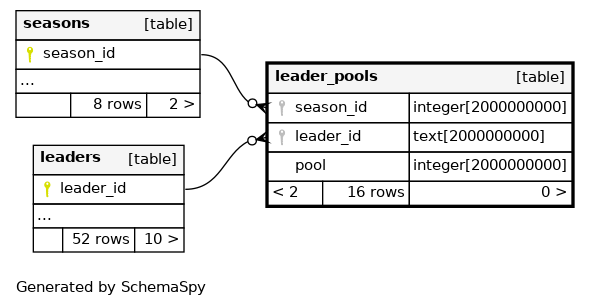 seasons [table]
season_id
...
8 rows 2 >
leader_pools [table]
season_id integer[2000000000]
leader_id text[2000000000]
pool integer[2000000000]
< 2 16 rows 0 >
leaders [table]
leader_id
...
52 rows 10 >
Generated by SchemaSpy